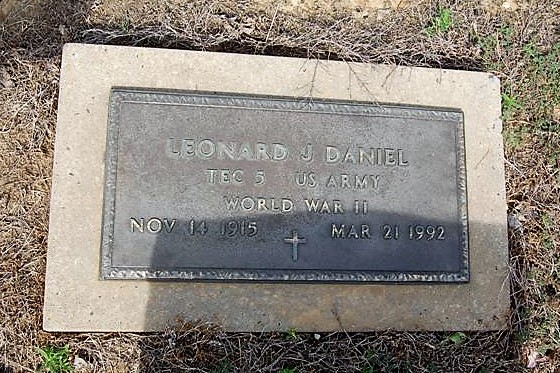 LEONARD J DANIEL
TEC 5 US ARMY
WORLD WAR II
NOV 14 1915 MAR 21 1992